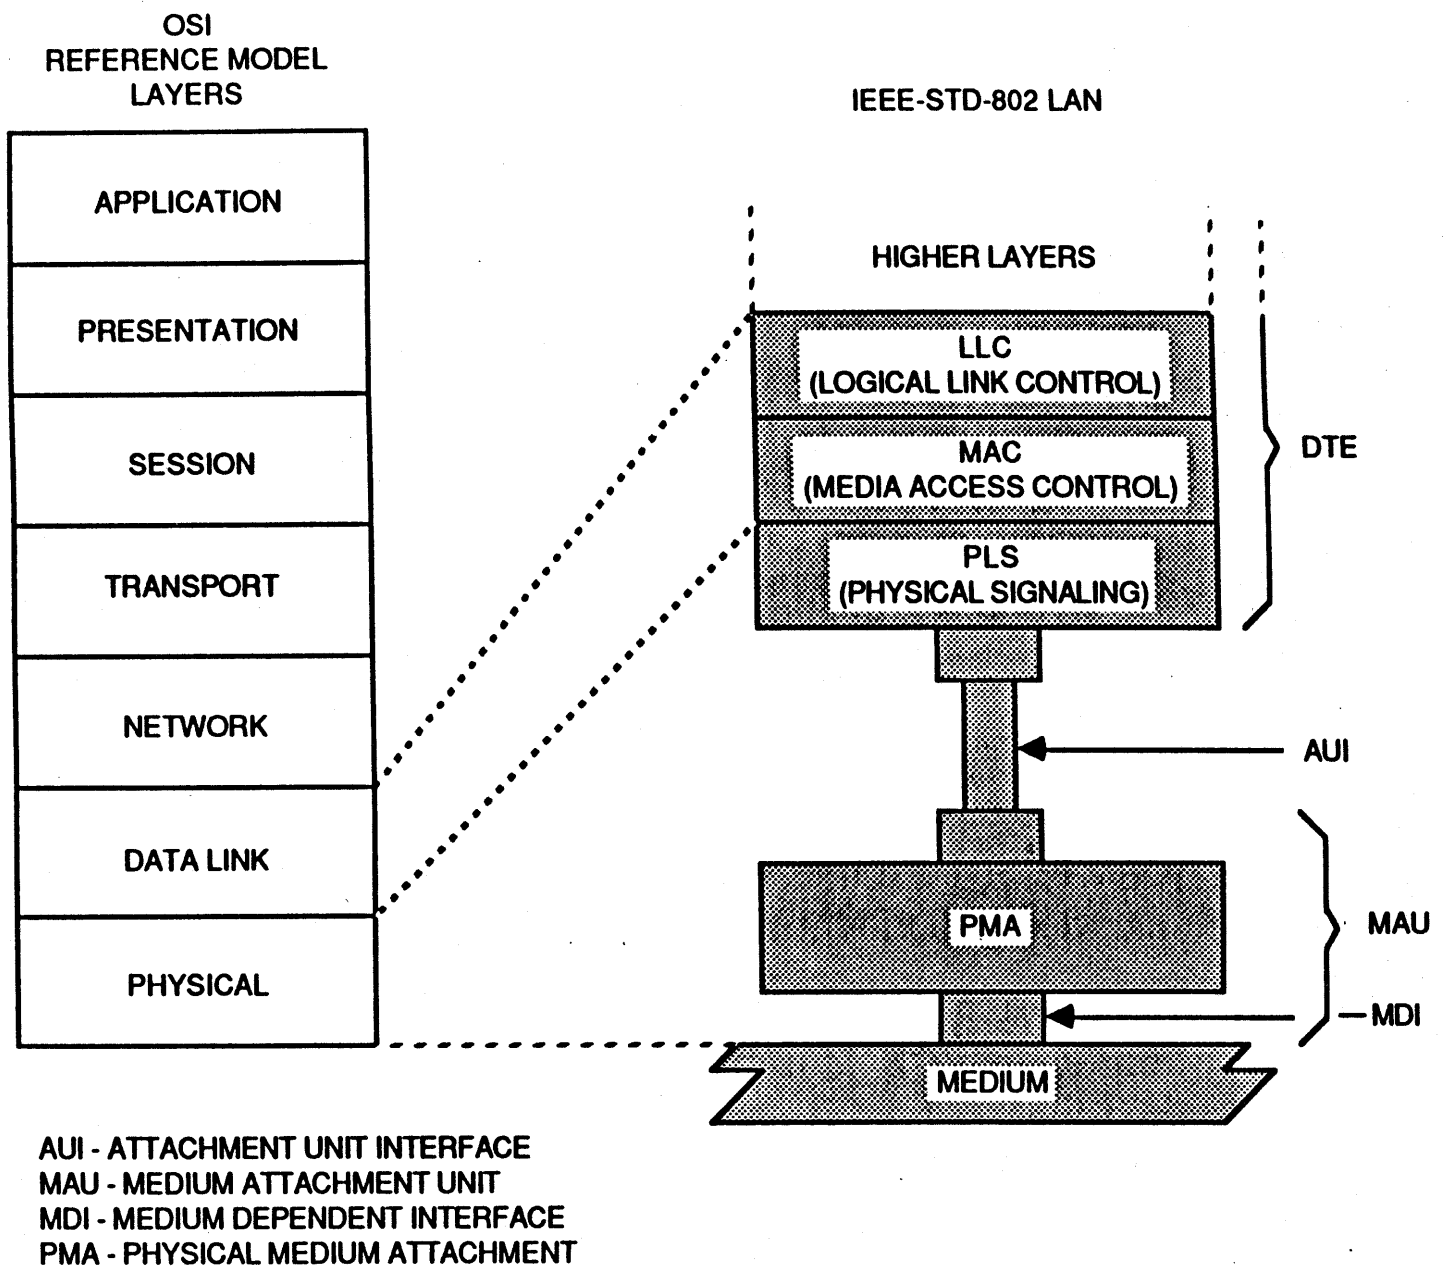 OSI
REFERENCE MODEL
LAYERS
IEEE-STD-802 LAN
APPLICATION
PRESENTATION
SESSION
TRANSPORT
NETWORK
DATA LINK
PHYSICAL
HIGHER LAYERS
LLC
(LOGICAL LINK CONTROL)
MAC
(MEDIA ACCESS CONTROL)
PLS
(PHYSICAL SIGNALING)
DTE
AUI
PMA
MAU
MDI
MEDIUM
AUI - ATTACHMENT UNIT INTERFACE
MAU - MEDIUM ATTACHMENT UNIT
MDI - MEDIUM DEPENDENT INTERFACE
PMA - PHYSICAL MEDIUM ATTACHMENT